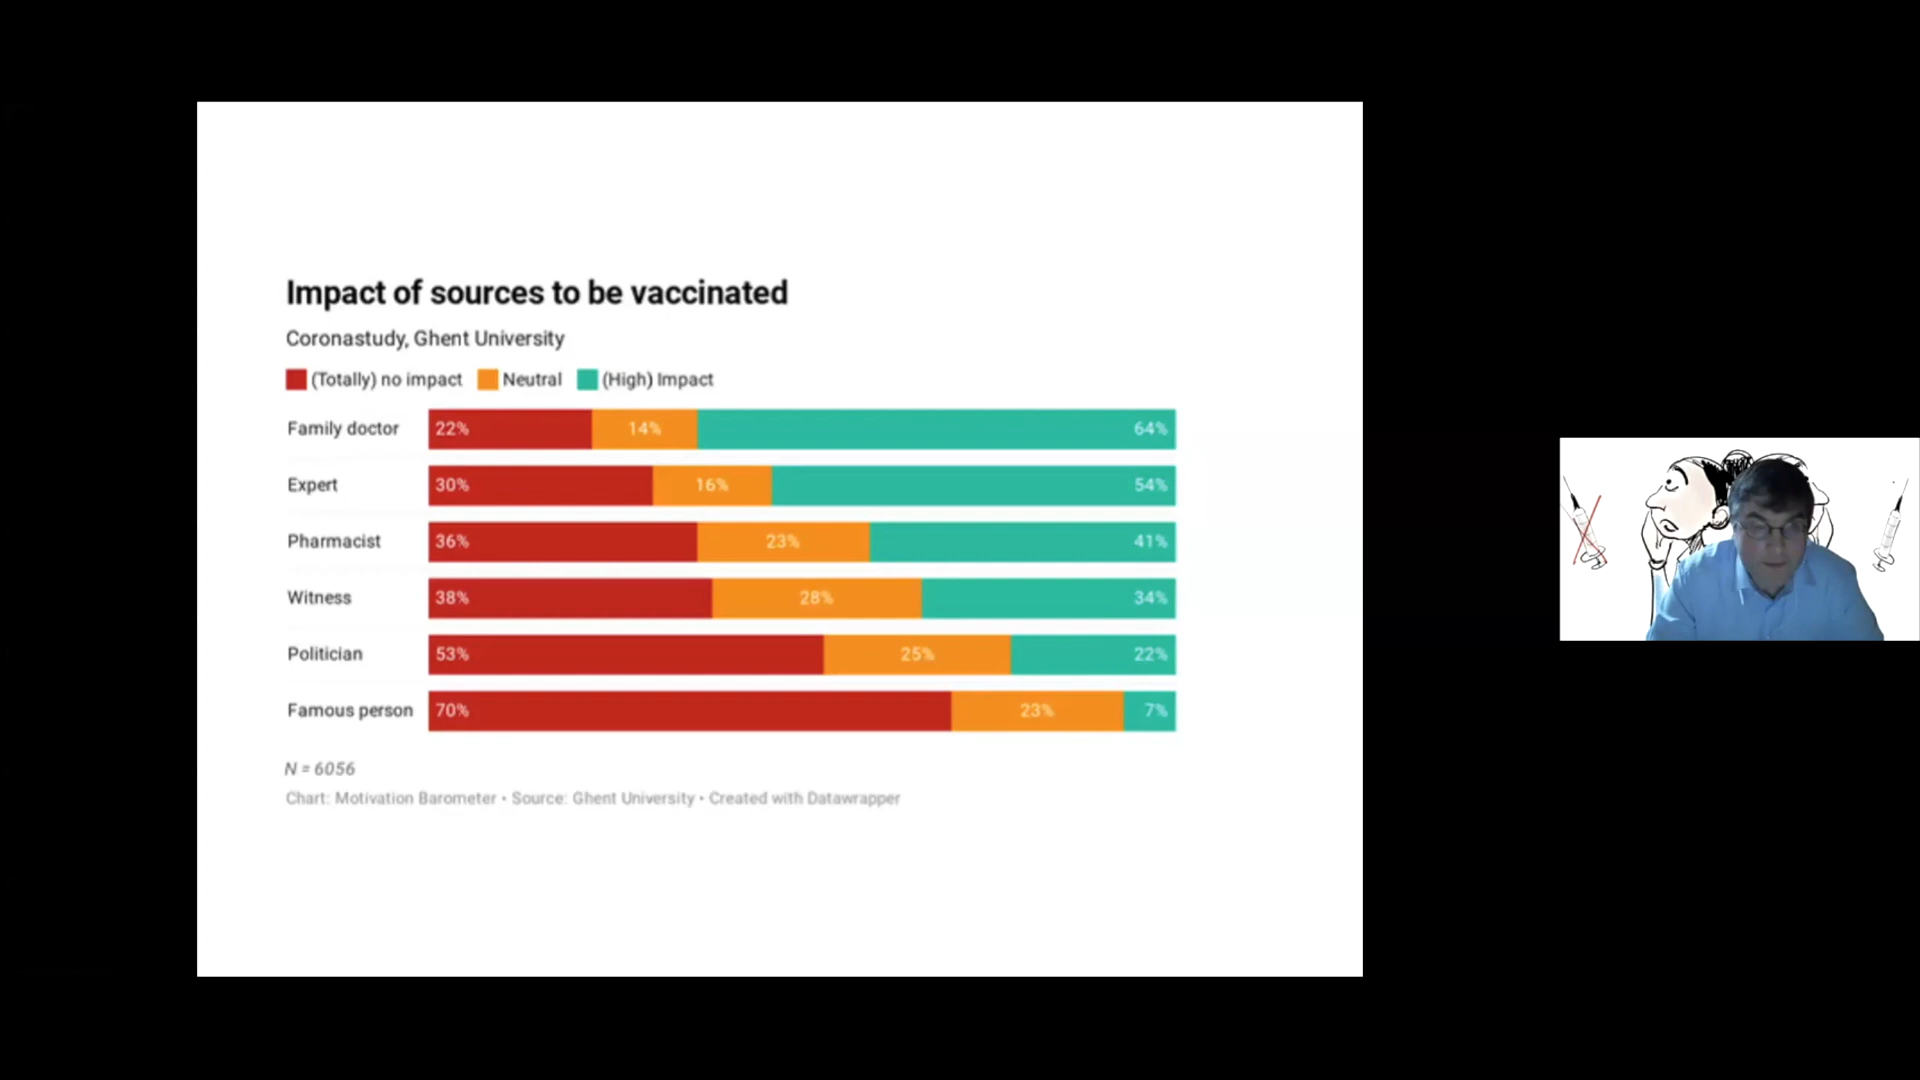 Impact of sources to be vaccinated
Coronastudy, Ghent University
(Totally) no impact Neutral (High) Impact
Family doctor 22% 14% 64%
Expert 30% 16% 54%
Pharmacist 36% 23% 41%
Witness 38% 28% 34%
Politician 53% 25% 22%
Famous person 70% 23% 7%
N = 6056
Chart: Motivation Barometer • Source: Ghent University • Created with Datawrapper